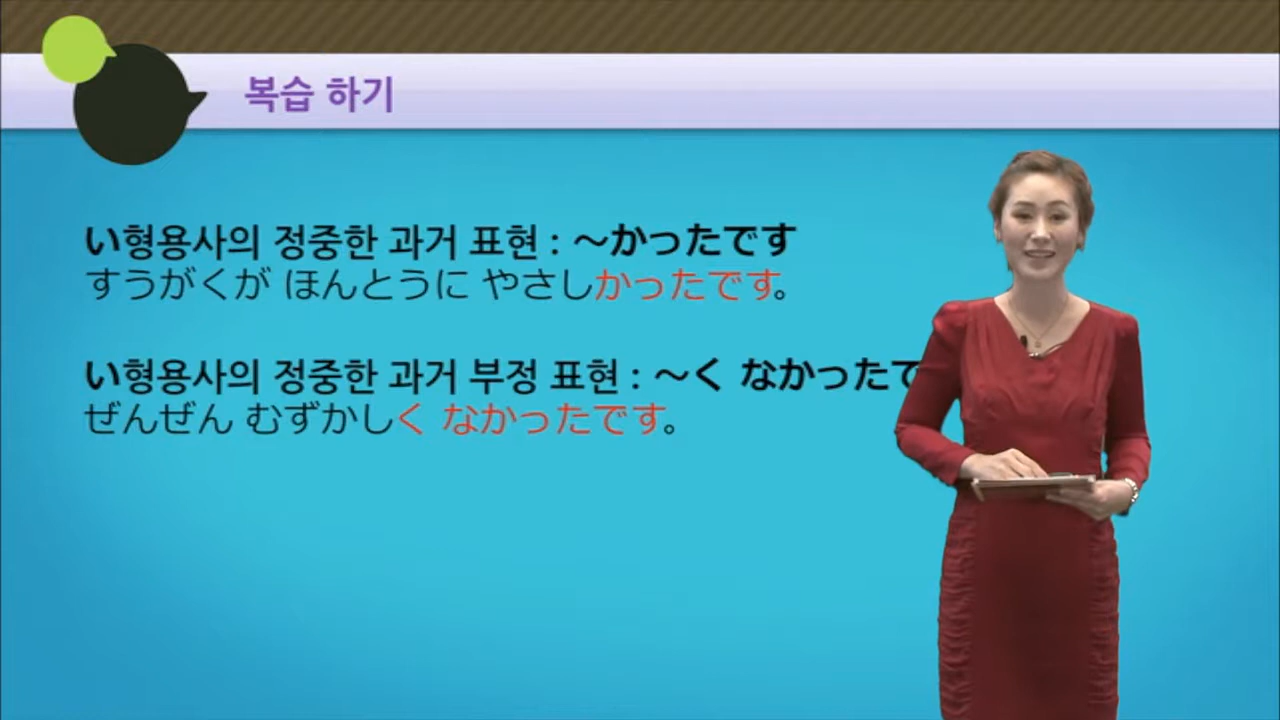 복습 하기
い형용사의 정중한 과거 표현 : ～かったです
すうがくが ほんとうに やさしかったです。
い형용사의 정중한 과거 부정 표현 : ～く なかったで
ぜんぜん むずかしく なかったです。